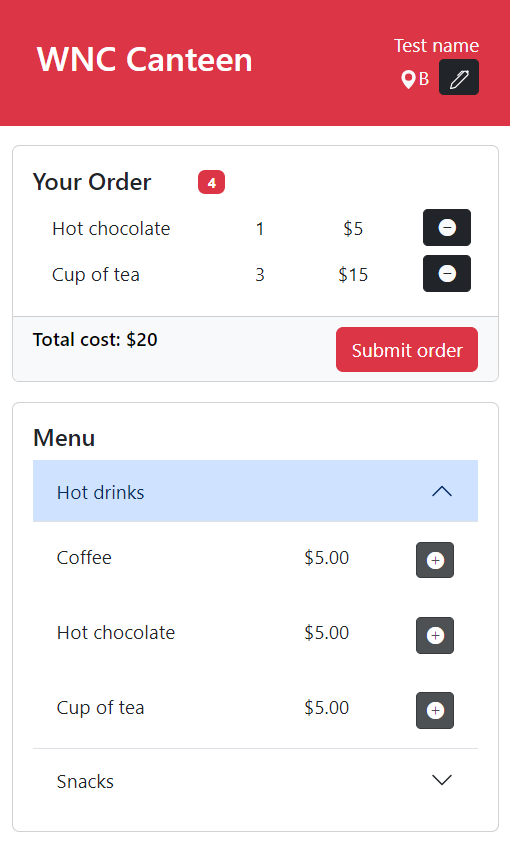 WNC Canteen
Test name
B
Your Order 4
Hot chocolate 1 $5
Cup of tea 3 $15
Total cost: $20 Submit order
Menu
Hot drinks
Coffee $5.00
Hot chocolate $5.00
Cup of tea $5.00
Snacks